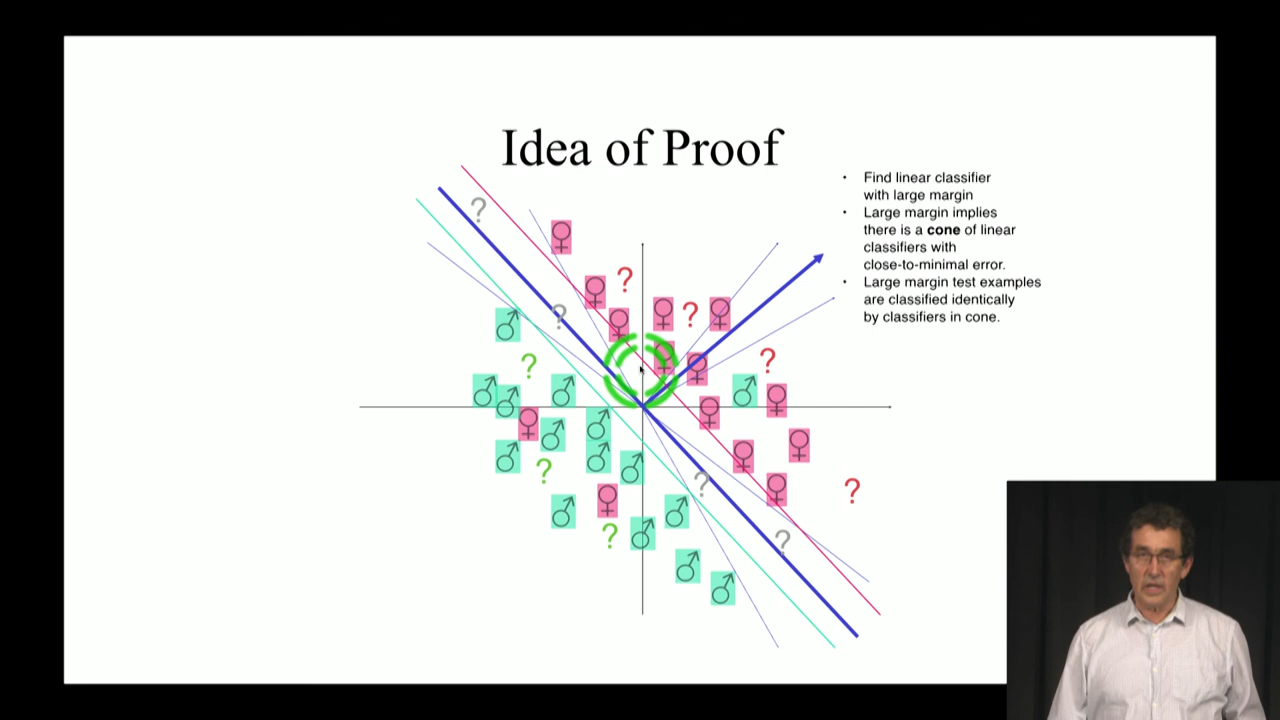 Idea of Proof
• Find linear classifier
with large margin
• Large margin implies
there is a cone of linear
classifiers with
close-to-minimal error.
• Large margin test examples
are classified identically
by classifiers in cone.
?
♀
?
♀
♀ ? ♀
?
♀
♂
♀
?
♀
?
♂ ♂ ♂ ♀
♂
♀
♀ ♂
♂
♀
♂ ♂ ♀
? ♂
?
♀ ?
♀
♂ ♂
? ♂
?
♂
♂